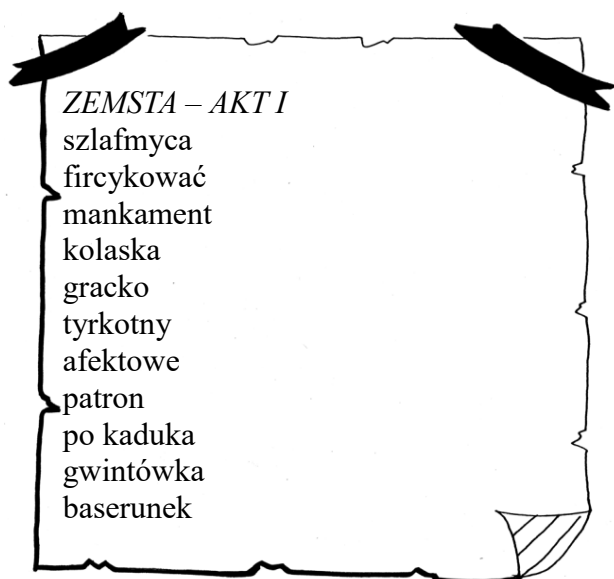 ZEMSTA – AKT I
szlafmyca
fircykować
mankament
kolaska
gracko
tyrkotny
afektowe
patron
po kaduka
gwintówka
baserunek